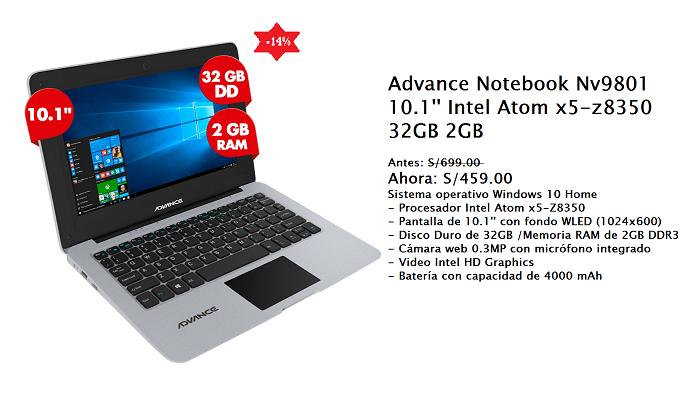 -14%
32 GB
DD
10.1"
2 GB
RAM
ADVANCE
ADVANCE
Advance Notebook Nv9801
10.1'' Intel Atom x5-z8350
32GB 2GB
Antes: S/699.00
Ahora: S/459.00
Sistema operativo Windows 10 Home
- Procesador Intel Atom x5-Z8350
- Pantalla de 10.1'' con fondo WLED (1024x600)
- Disco Duro de 32GB /Memoria RAM de 2GB DDR3
- Cámara web 0.3MP con micrófono integrado
- Video Intel HD Graphics
- Batería con capacidad de 4000 mAh